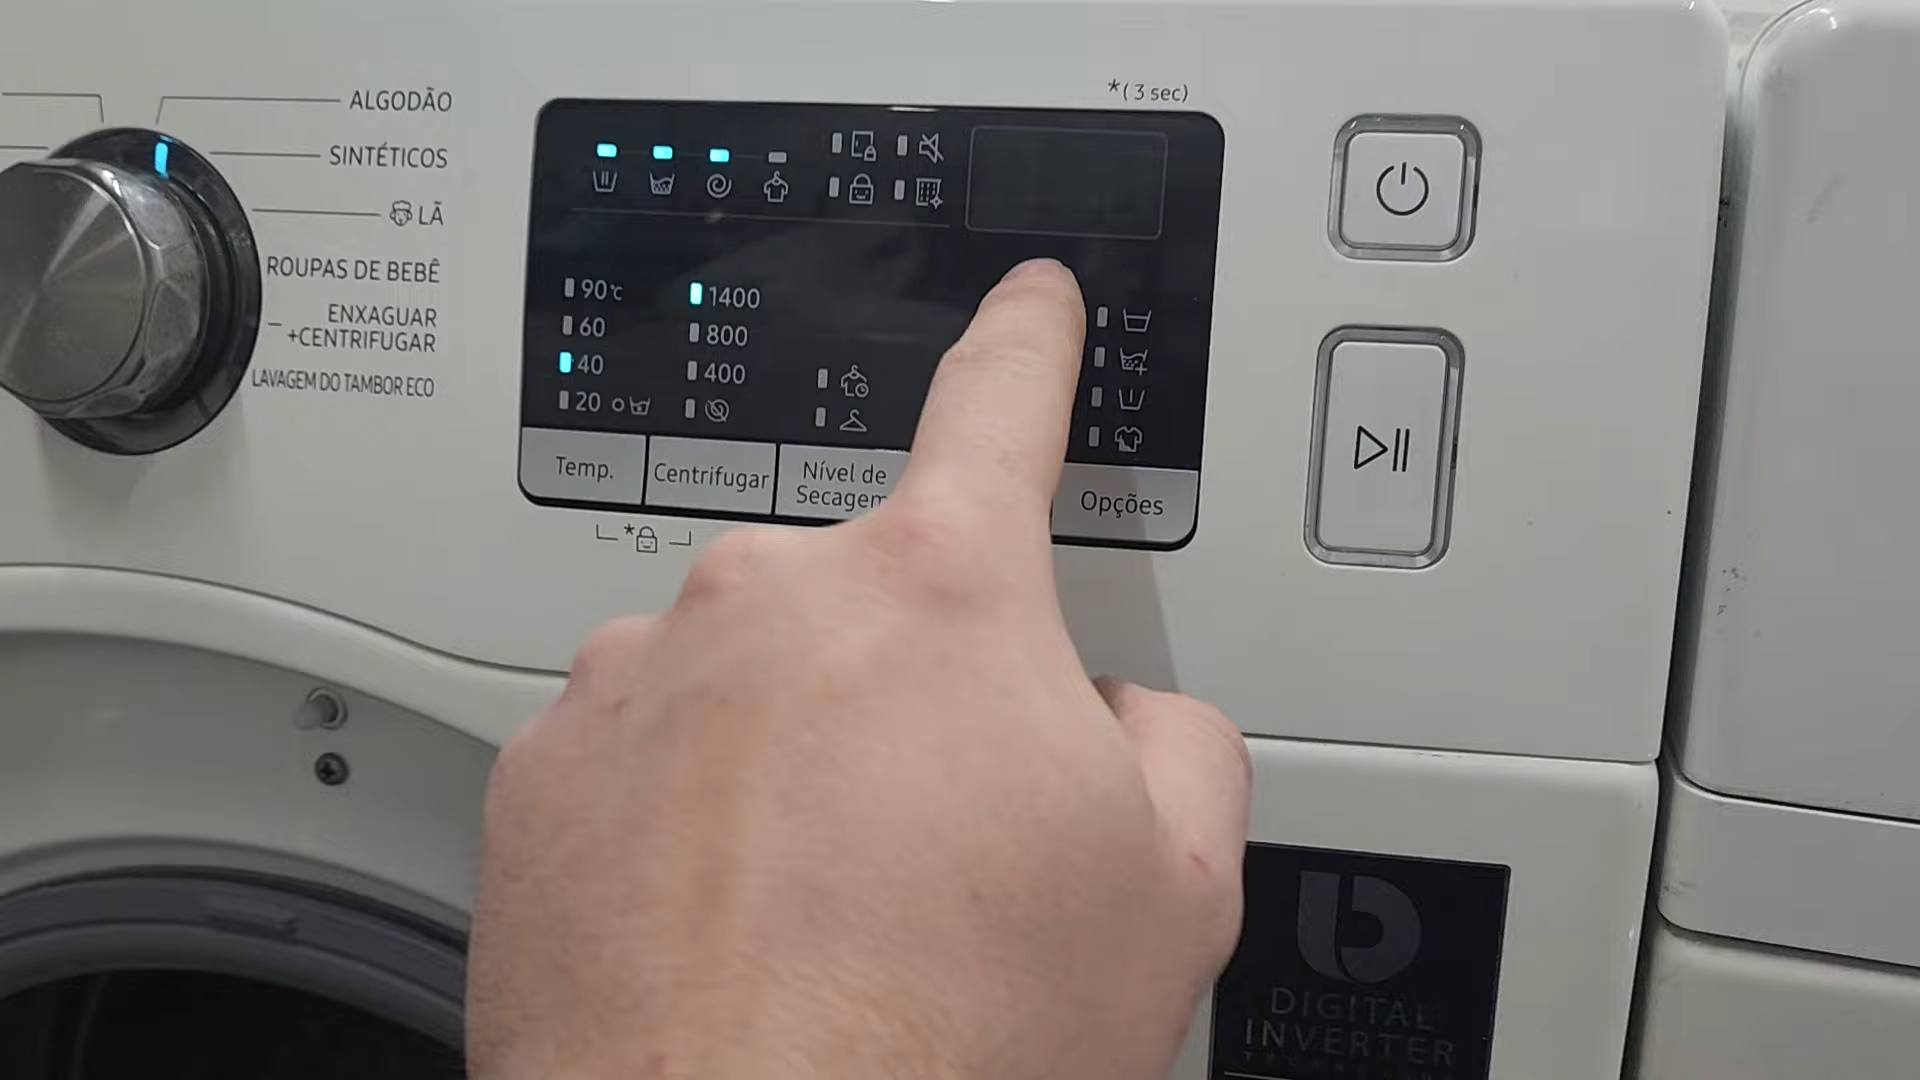 *(3 sec)
ALGODÃO
SINTÉTICOS
LÃ
ROUPAS DE BEBÊ
ENXAGUAR
+CENTRIFUGAR
LAVAGEM DO TAMBOR ECO
90℃
60
40
20
1400
800
400
Temp.
Centrifugar
Nível de
Secagem
Opções
*
DIGITAL
INVERTER